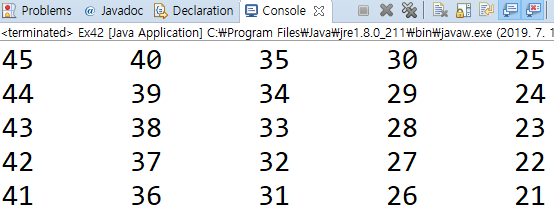 Problems @ Javadoc Declaration Console
<terminated> Ex42 [Java Application] C:₩Program Files₩Java₩jre1.8.0_211₩bin₩javaw.exe (2019. 7. 1
45 40 35 30 25
44 39 34 29 24
43 38 33 28 23
42 37 32 27 22
41 36 31 26 21